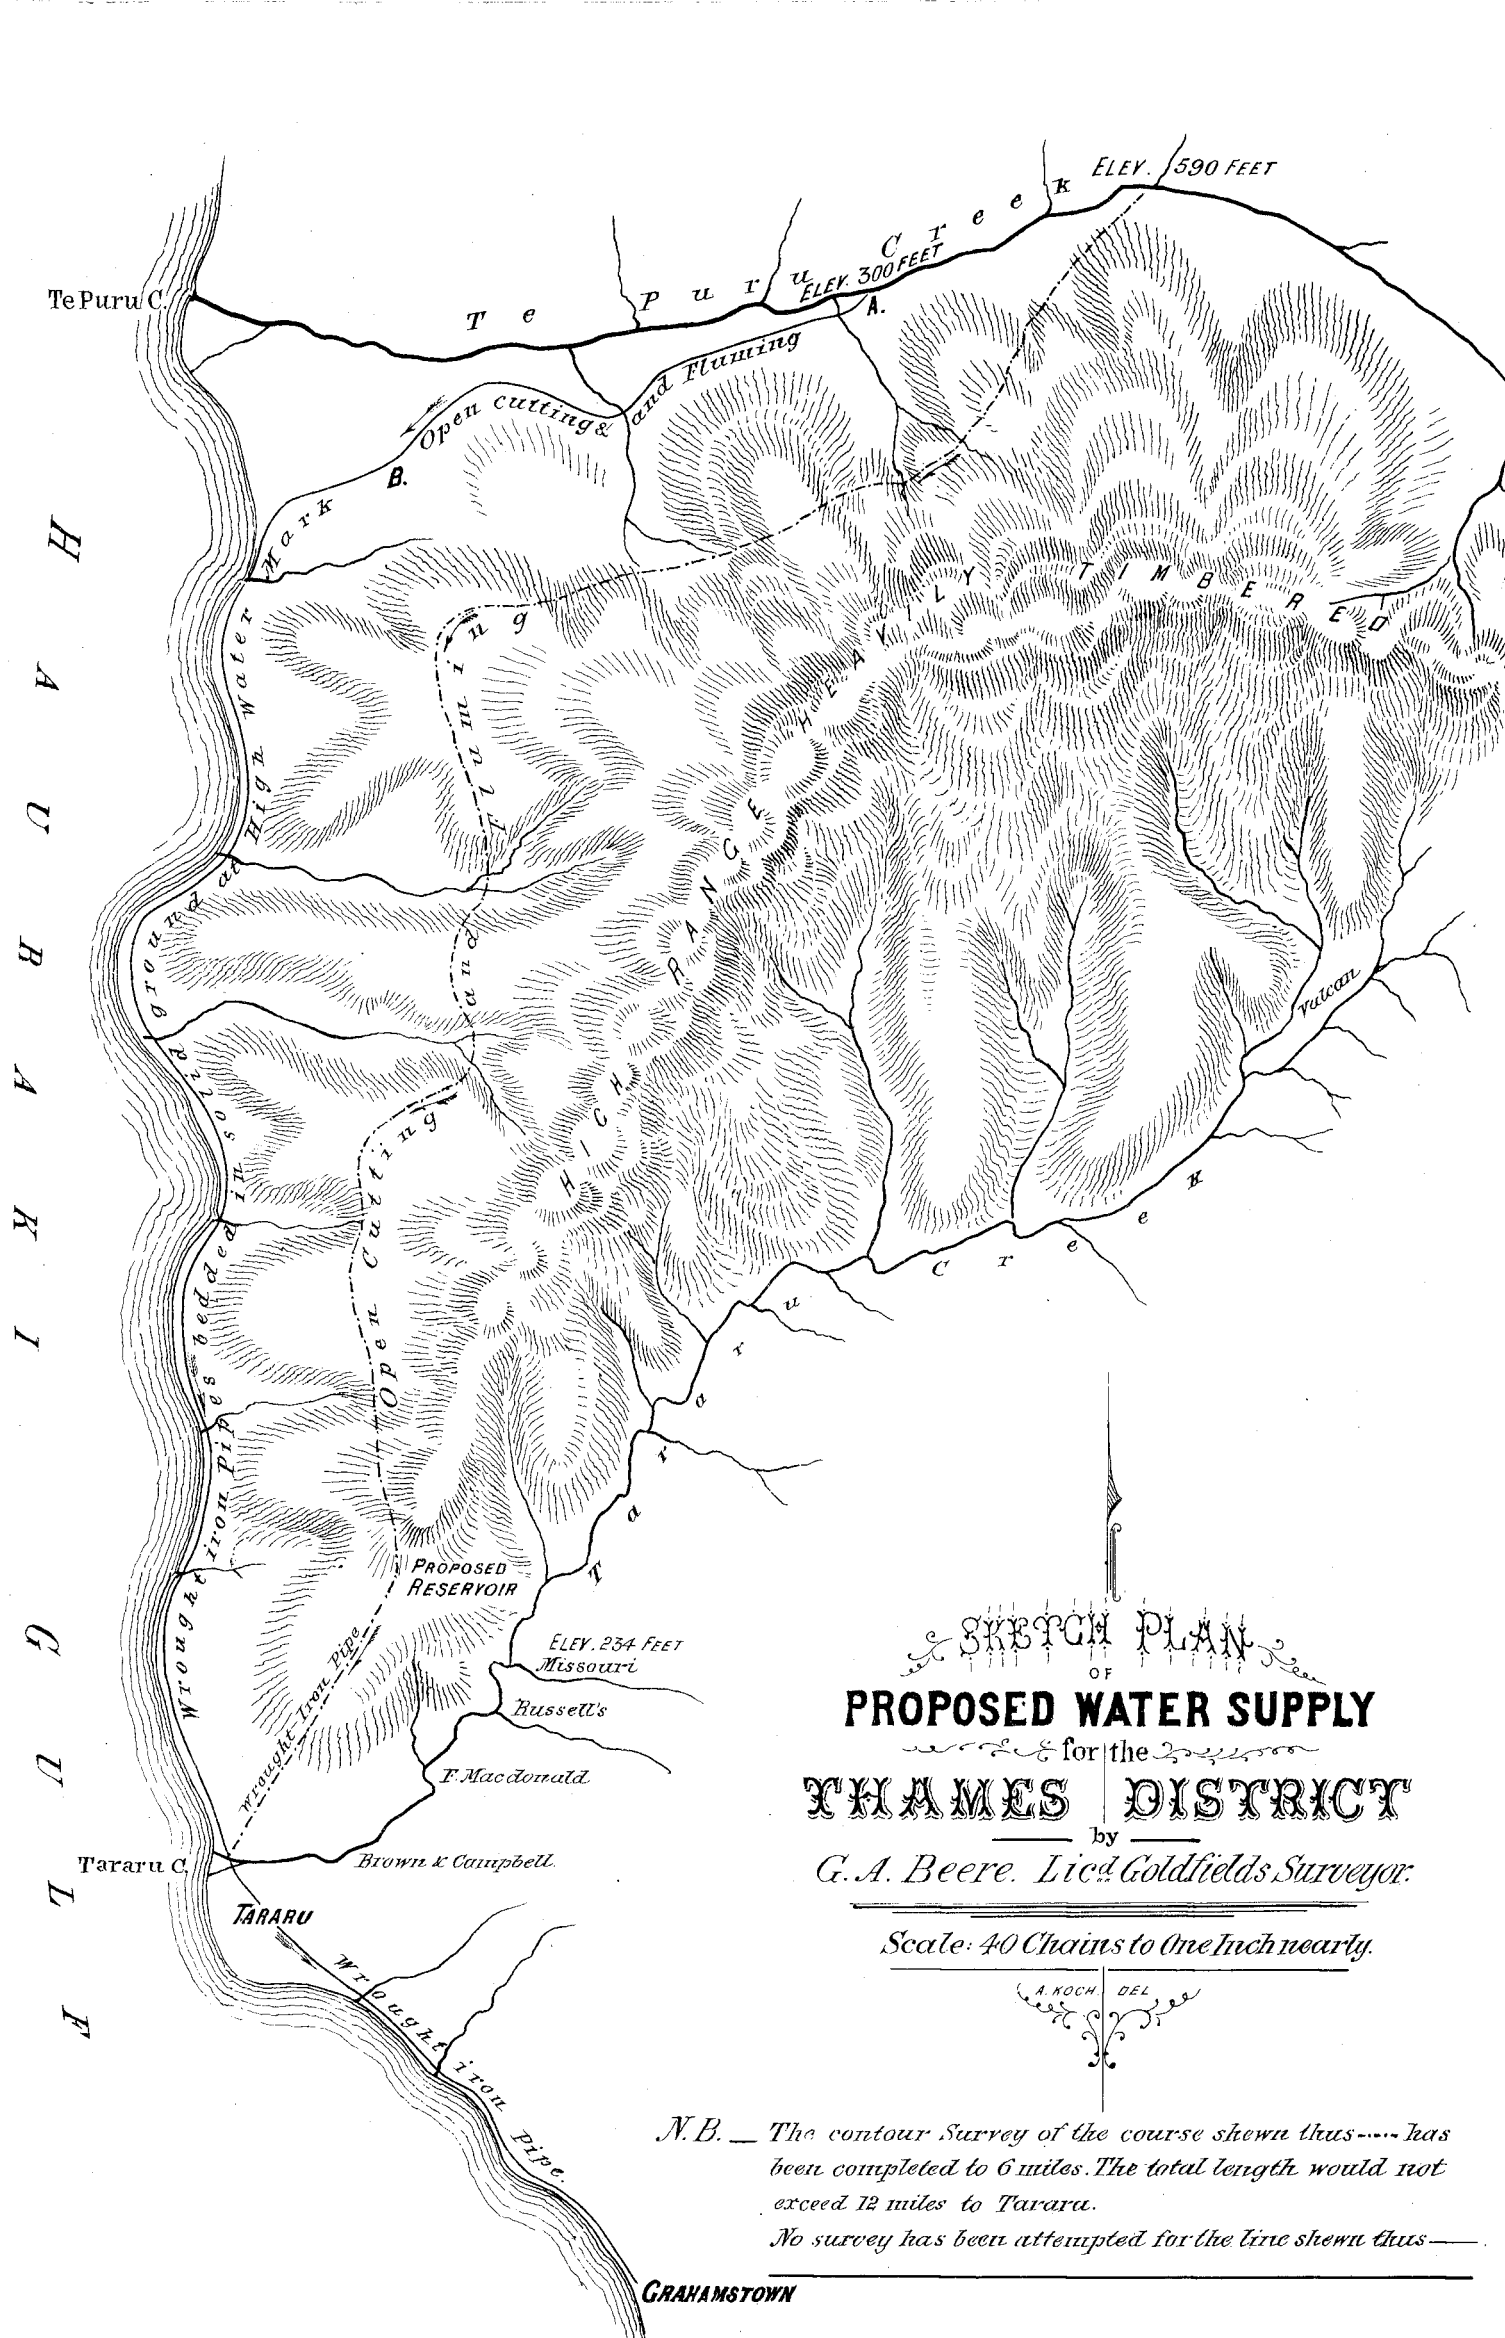 ELEV. 590 FEET
Te Puru Creek
ELEV. 300 FEET
Te Puru C.
A.
Open cutting & and Fluming
B.
HAURAKI GULF
HIGH RANGE HEAVILY TIMBERED
Open Cutting and Fluming
Wrought iron Pipes bedded in solid ground at High Water Mark
Vulcan
Tararu Creek
PROPOSED
RESERVOIR
Wrought Iron Pipe
ELEV. 234 FEET
Missouri
Russell's
F. Macdonald
Brown & Campbell.
Tararu C.
TARARU
Wrought iron Pipe.
GRAHAMSTOWN
SKETCH PLAN
OF
PROPOSED WATER SUPPLY
for the
THAMES DISTRICT
by
G. A. Beere. Licd. Goldfields Surveyor.
Scale: 40 Chains to One Inch nearly.
A. KOCH. DEL
N.B. — The contour Survey of the course shewn thus -·-·- has
been completed to 6 miles. The total length would not
exceed 12 miles to Tararu.
No survey has been attempted for the line shewn thus —